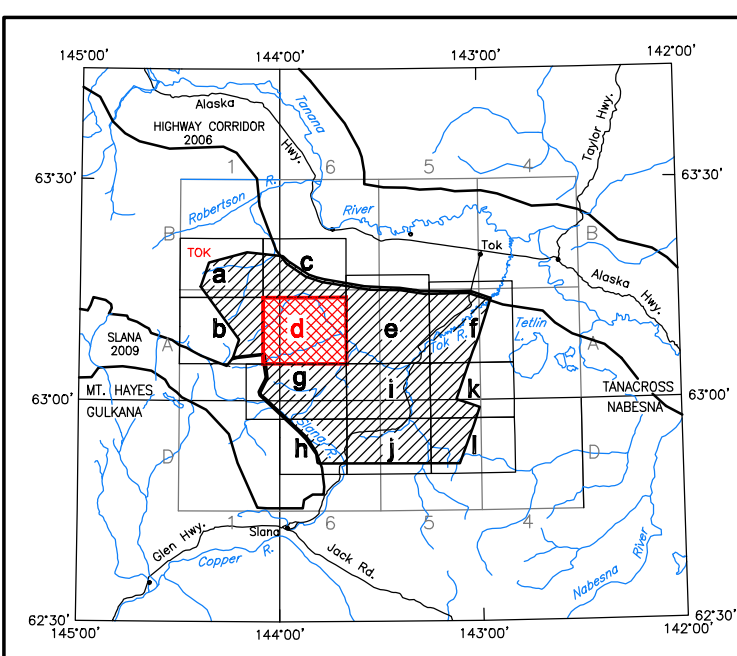 145°00' 144°00' 143°00' 142°00'
Alaska
Hwy.
Tanana
HIGHWAY CORRIDOR
2006
Taylor Hwy.
1 6 5 4
63°30' 63°30'
Robertson R.
River
B B
TOK
Tok
a c
Alaska Hwy.
d e f
Tetlin
L.
b
Tok R.
SLANA
2009
A A
g i k
MT. HAYES
TANACROSS
63°00' 63°00'
GULKANA
NABESNA
Slana R.
D h j l D
1 6 5 4
Glen Hwy.
Slana
Copper R.
Jack Rd.
Nabesna River
62°30' 62°30'
145°00' 144°00' 143°00' 142°00'